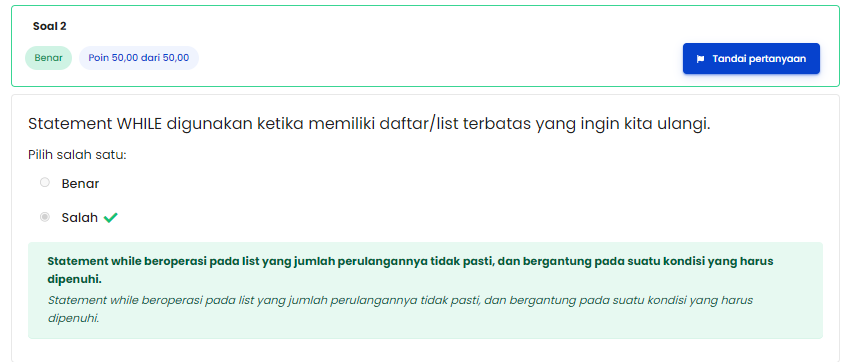 Soal 2
Benar
Poin 50,00 dari 50,00
Tandai pertanyaan
Statement WHILE digunakan ketika memiliki daftar/list terbatas yang ingin kita ulangi.
Pilih salah satu:
Benar
Salah
Statement while beroperasi pada list yang jumlah perulangannya tidak pasti, dan bergantung pada suatu kondisi yang harus
dipenuhi.
Statement while beroperasi pada list yang jumlah perulangannya tidak pasti, dan bergantung pada suatu kondisi yang harus
dipenuhi.